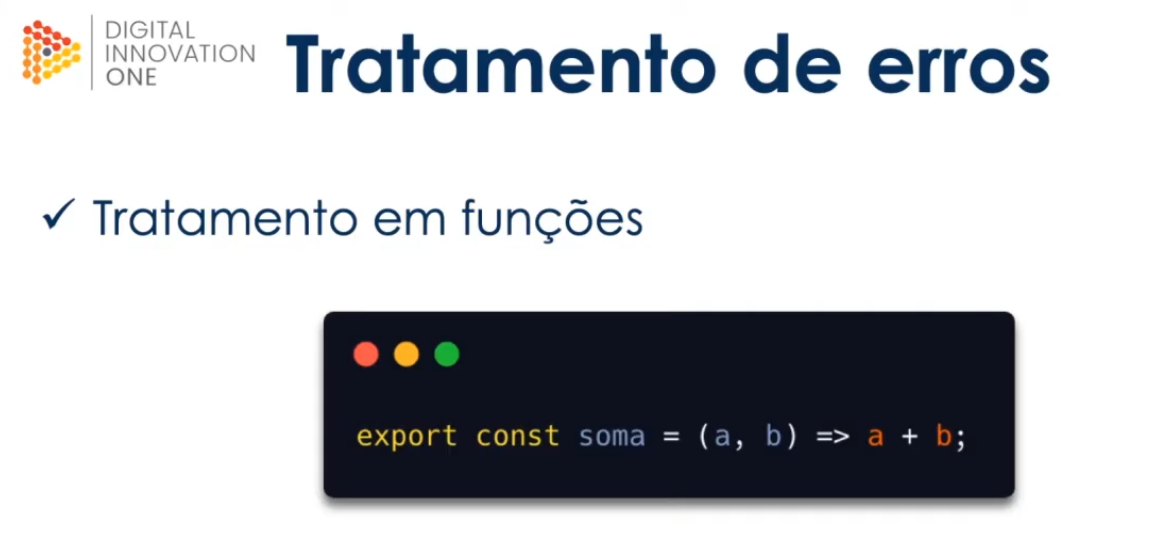 DIGITAL
INNOVATION
ONE
Tratamento de erros
✓ Tratamento em funções
export const soma = (a, b) => a + b;